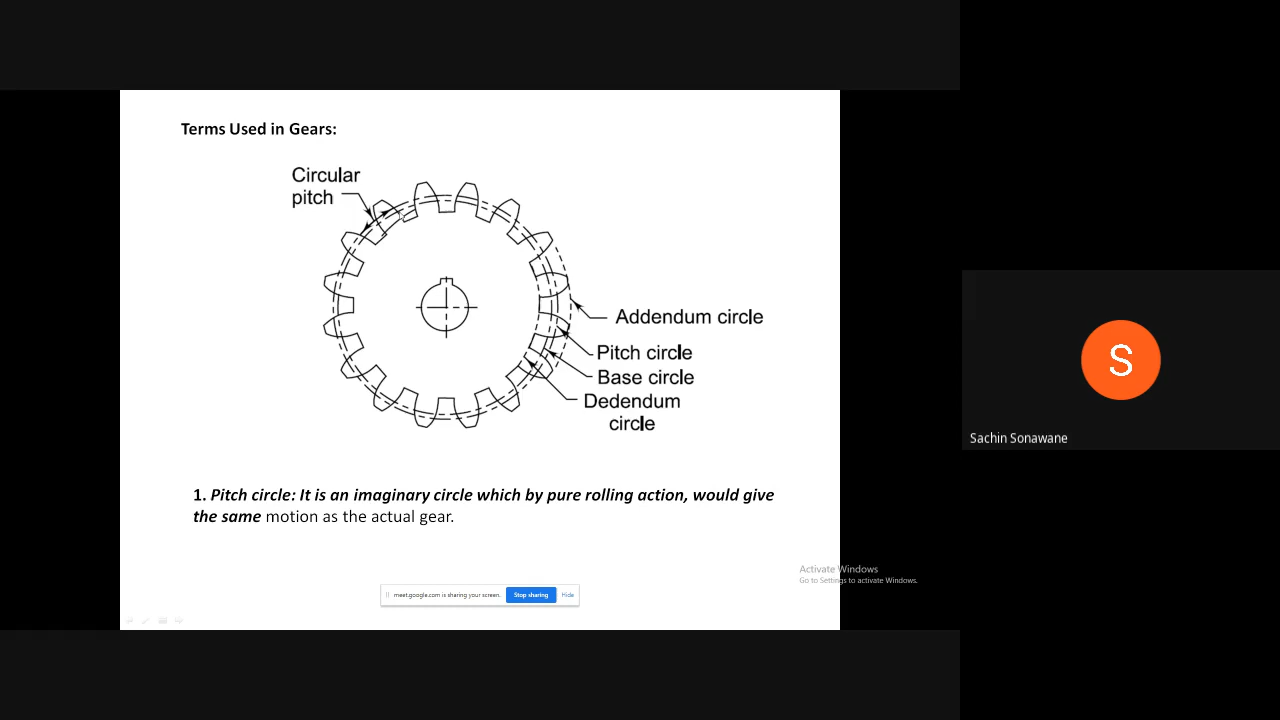 Terms Used in Gears:
Circular
pitch
Addendum circle
Pitch circle
Base circle
Dedendum
circle
1. Pitch circle: It is an imaginary circle which by pure rolling action, would give
the same motion as the actual gear.
S
Sachin Sonawane
Activate Windows
Go to Settings to activate Windows.
meet.google.com is sharing your screen. Stop sharing Hide